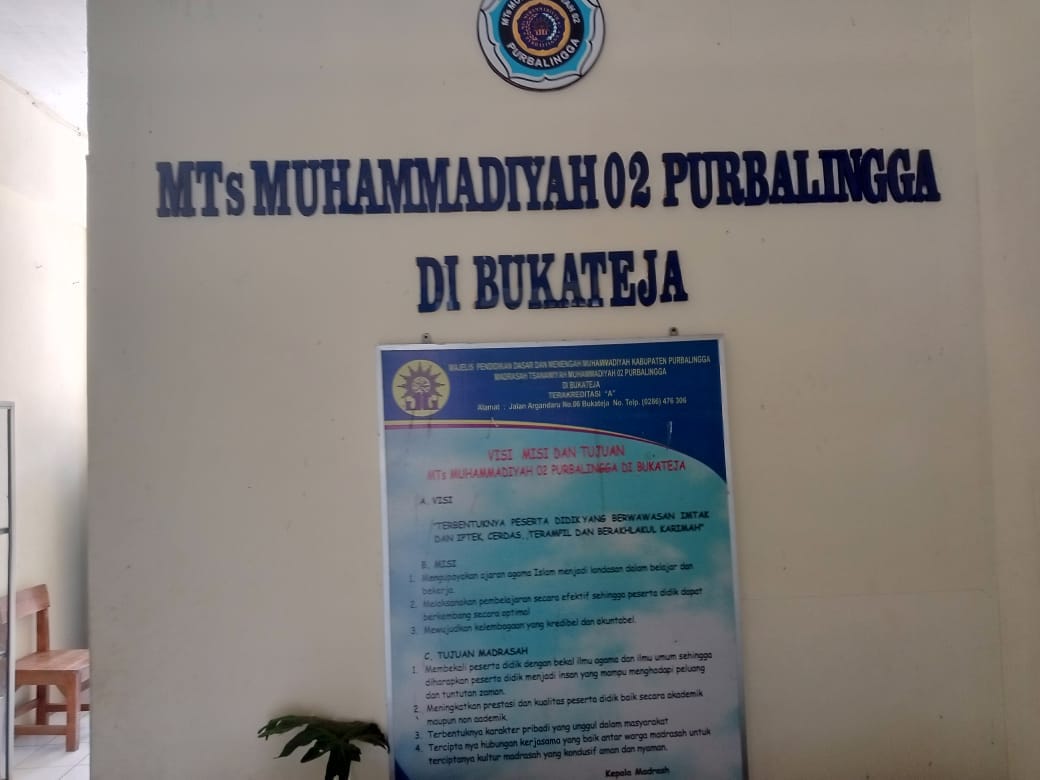 MTs MUHAMMADIYAH 02
PURBALINGGA
MTs MUHAMMADIYAH 02 PURBALINGGA
DI BUKATEJA
MAJELIS PENDIDIKAN DASAR DAN MENENGAH MUHAMMADIYAH KABUPATEN PURBALINGGA
MADRASAH TSANAWIYAH MUHAMMADIYAH 02 PURBALINGGA
DI BUKATEJA
TERAKREDITASI "A"
Alamat : Jalan Argandaru No.06 Bukateja No. Telp. (0286) 476 306
VISI MISI DAN TUJUAN
MTs MUHAMMADIYAH 02 PURBALINGGA DI BUKATEJA
A. VISI
"TERBENTUKNYA PESERTA DIDIK YANG BERWAWASAN IMTAK
DAN IPTEK, CERDAS, TERAMPIL DAN BERAKHLAKUL KARIMAH"
B. MISI
1. Mengupayakan ajaran agama Islam menjadi landasan dalam belajar dan
bekerja.
2. Melaksanakan pembelajaran secara efektif sehingga peserta didik dapat
berkembang secara optimal
3. Mewujudkan kelembagaan yang kredibel dan akuntabel.
C. TUJUAN MADRASAH
1. Membekali peserta didik dengan bekal ilmu agama dan ilmu umum sehingga
diharapkan peserta didik menjadi insan yang mampu menghadapi peluang
dan tuntutan zaman.
2. Meningkatkan prestasi dan kualitas peserta didik baik secara akademik
maupun non aademik.
3. Terbentuknya karakter pribadi yang unggul dalam masyarakat
4. Tercipta nya hubungan kerjasama yang baik antar warga madrasah untuk
terciptanya kultur madrasah yang kondusif aman dan nyaman.
Kepala Madrash